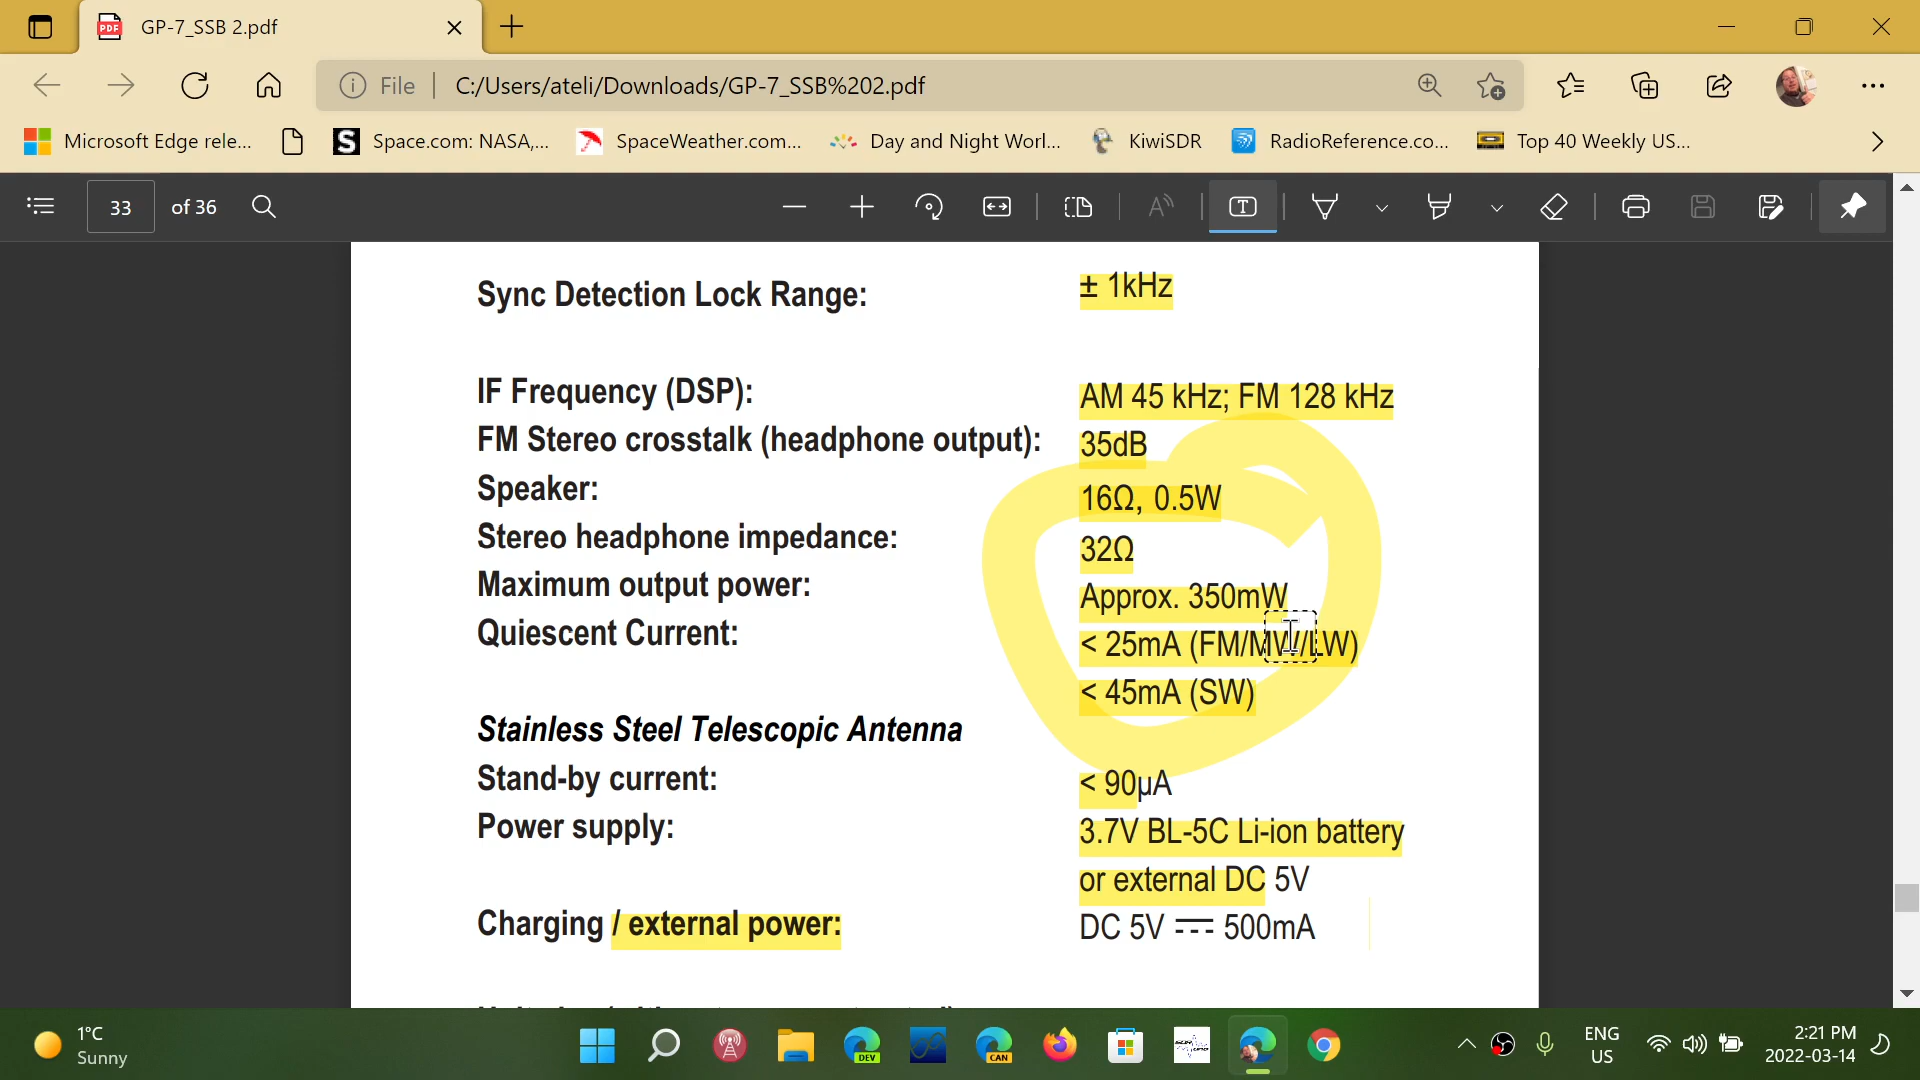 GP-7_SSB 2.pdf
File
C:/Users/ateli/Downloads/GP-7_SSB%202.pdf
Microsoft Edge rele...
Space.com: NASA,...
SpaceWeather.com...
Day and Night Worl...
KiwiSDR
RadioReference.co...
Top 40 Weekly US...
33 of 36
Sync Detection Lock Range: ± 1kHz
IF Frequency (DSP): AM 45 kHz; FM 128 kHz
FM Stereo crosstalk (headphone output): 35dB
Speaker: 16Ω, 0.5W
Stereo headphone impedance: 32Ω
Maximum output power: Approx. 350mW
Quiescent Current: < 25mA (FM/MW/LW)
< 45mA (SW)
Stainless Steel Telescopic Antenna
Stand-by current: < 90µA
Power supply: 3.7V BL-5C Li-ion battery
or external DC 5V
Charging / external power: DC 5V ⎓ 500mA
1°C
Sunny
DEV
CAN
ENG
US
2:21 PM
2022-03-14